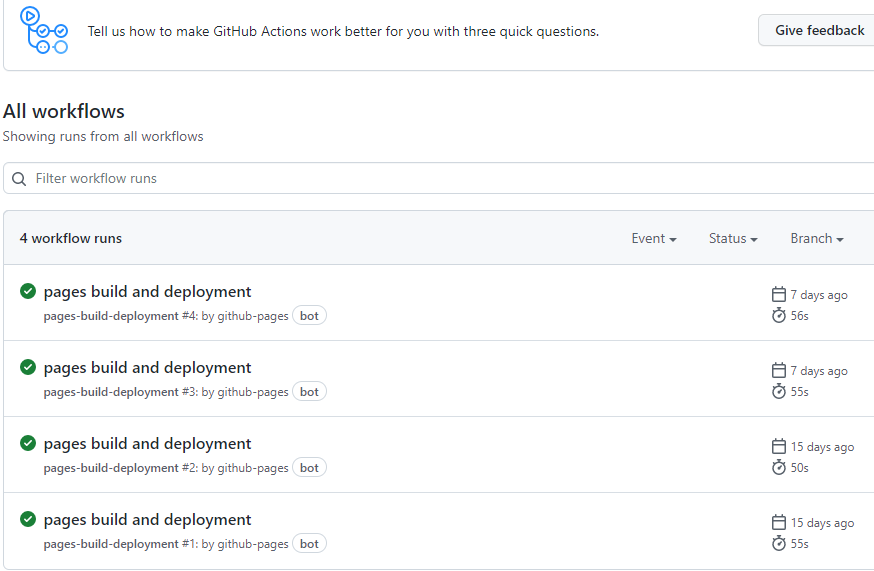 Tell us how to make GitHub Actions work better for you with three quick questions.
Give feedback
All workflows
Showing runs from all workflows
Filter workflow runs
4 workflow runs Event Status Branch
pages build and deployment 7 days ago
pages-build-deployment #4: by github-pages bot 56s
pages build and deployment 7 days ago
pages-build-deployment #3: by github-pages bot 55s
pages build and deployment 15 days ago
pages-build-deployment #2: by github-pages bot 50s
pages build and deployment 15 days ago
pages-build-deployment #1: by github-pages bot 55s